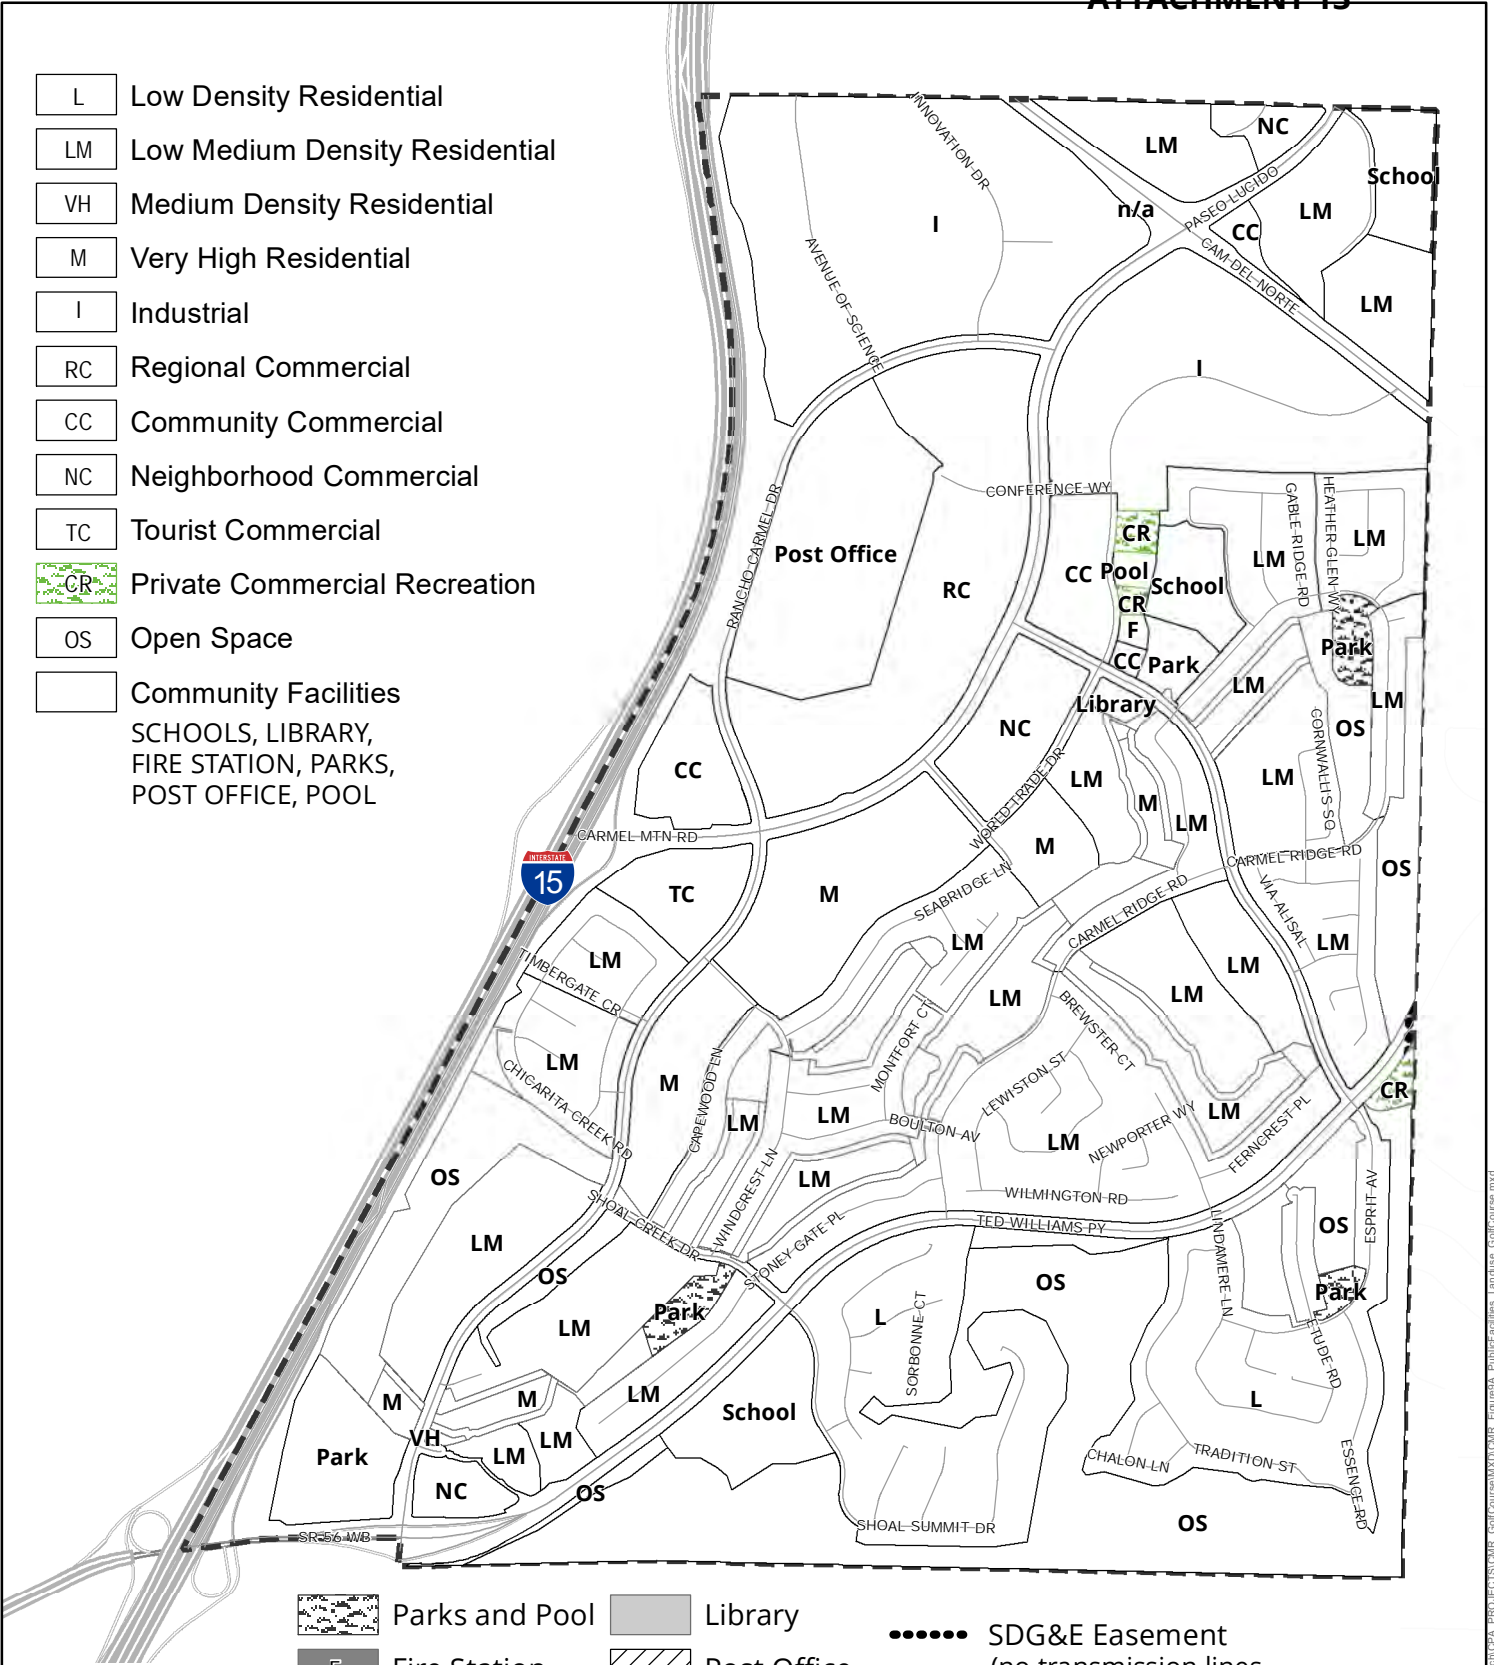 L Low Density Residential
LM Low Medium Density Residential
VH Medium Density Residential
M Very High Residential
I Industrial
RC Regional Commercial
CC Community Commercial
NC Neighborhood Commercial
TC Tourist Commercial
CR Private Commercial Recreation
OS Open Space
Community Facilities
SCHOOLS, LIBRARY,
FIRE STATION, PARKS,
POST OFFICE, POOL
INNOVATION DR
LM
NC
School
I
n/a
PASEO LUCIDO
LM
CC
CAM DEL NORTE
AVENUE OF SCIENCE
LM
I
CONFERENCE WY
RANCHO CARMEL DR
Post Office
RC
CR
CC
Pool
School
CR
F
CC
Park
Library
GABLE RIDGE RD
HEATHER GLEN WY
LM
LM
Park
LM
LM
OS
CORNWALLIS SQ
LM
NC
WORLD TRADE DR
LM
M
LM
CC
CARMEL MTN RD
INTERSTATE
15
M
CARMEL RIDGE RD
OS
VIA ALISAL
TC
M
SEABRIDGE LN
CARMEL RIDGE RD
LM
LM
LM
TIMBERGATE CR
LM
LM
LM
BREWSTER CT
MONTFORT CT
LM
CHICARITA CREEK RD
M
CAPEWOOD LN
LM
LM
BOULTON AV
LEWISTON ST
LM
NEWPORTER WY
LM
FERNCREST PL
CR
OS
LM
WINDCREST LN
WILMINGTON RD
TED WILLIAMS PY
SHOAL CREEK DR
STONEY GATE PL
LINDAMERE LN
OS
ESPRIT AV
LM
OS
OS
Park
Park
LM
L
SORBONNE CT
ETUDE RD
M
M
LM
School
L
VH
LM
LM
Park
NC
OS
CHALON LN
TRADITION ST
ESSENCE RD
SHOAL SUMMIT DR
OS
SR-56 WB
Parks and Pool
Library
SDG&E Easement